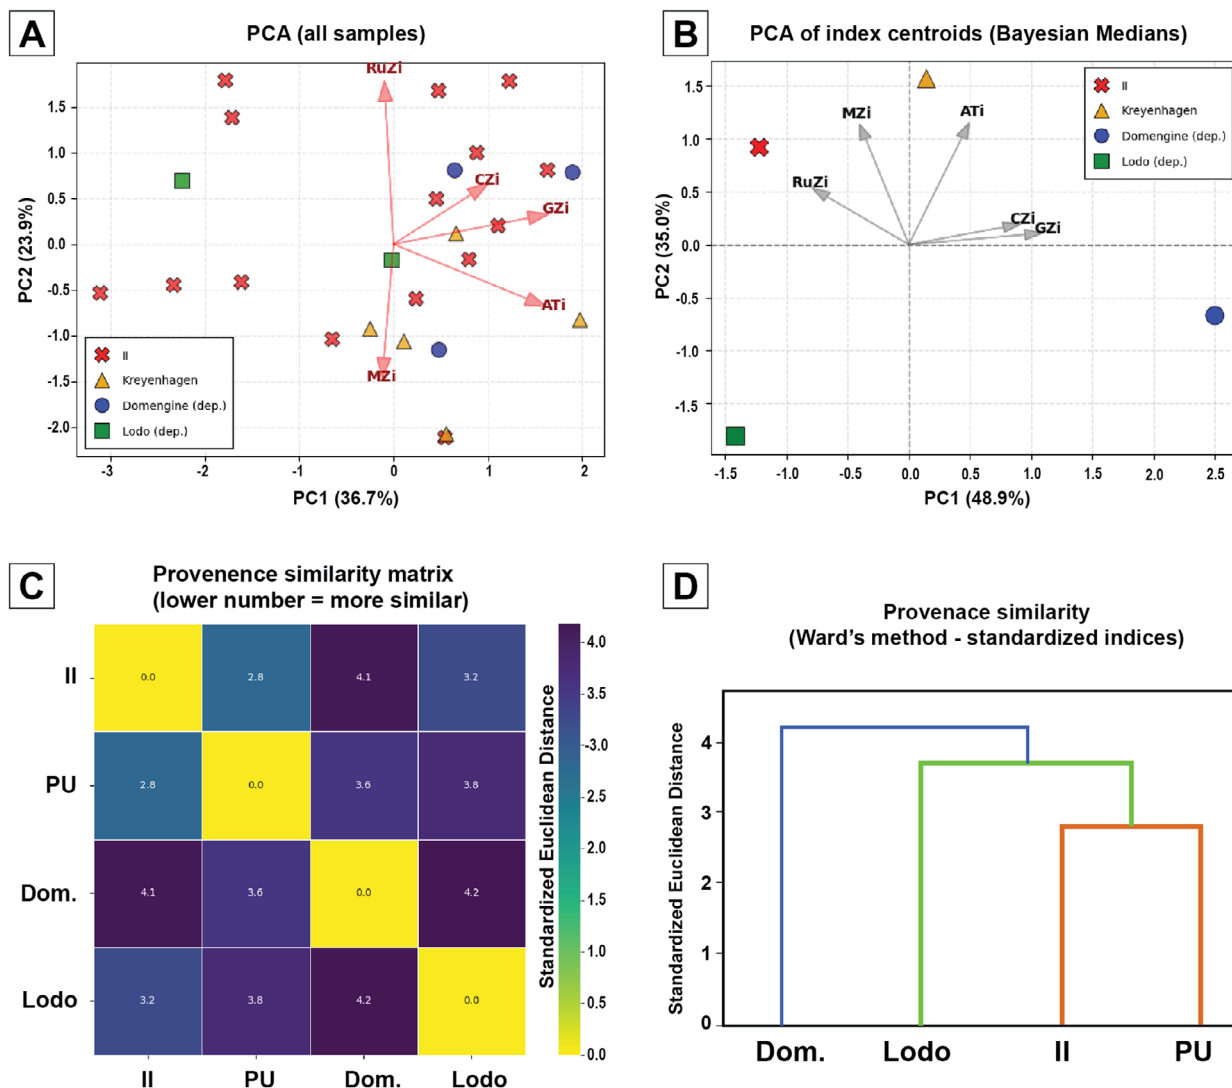 A
PCA (all samples)
PC2 (23.9%)
1.5
1.0
0.5
0.0
-0.5
-1.0
-1.5
-2.0
RuZi
CZi
GZi
ATi
MZi
II
Kreyenhagen
Domengine (dep.)
Lodo (dep.)
-3
-2
-1
0
1
2
PC1 (36.7%)
B
PCA of index centroids (Bayesian Medians)
PC2 (35.0%)
1.5
1.0
0.5
0.0
-0.5
-1.0
-1.5
MZi
ATi
RuZi
CZi
GZi
II
Kreyenhagen
Domengine (dep.)
Lodo (dep.)
-1.5
-1.0
-0.5
0.0
0.5
1.0
1.5
2.0
2.5
PC1 (48.9%)
C
Provenence similarity matrix
(lower number = more similar)
II
0.0
2.8
4.1
3.2
PU
2.8
0.0
3.6
3.8
Dom.
4.1
3.6
0.0
4.2
Lodo
3.2
3.8
4.2
0.0
II
PU
Dom.
Lodo
Standardized Euclidean Distance
4.0
3.5
-3.0
2.5
2.0
1.5
1.0
0.5
0.0
D
Provenace similarity
(Ward's method - standardized indices)
Standardized Euclidean Distance
4
3
2
1
0
Dom.
Lodo
II
PU